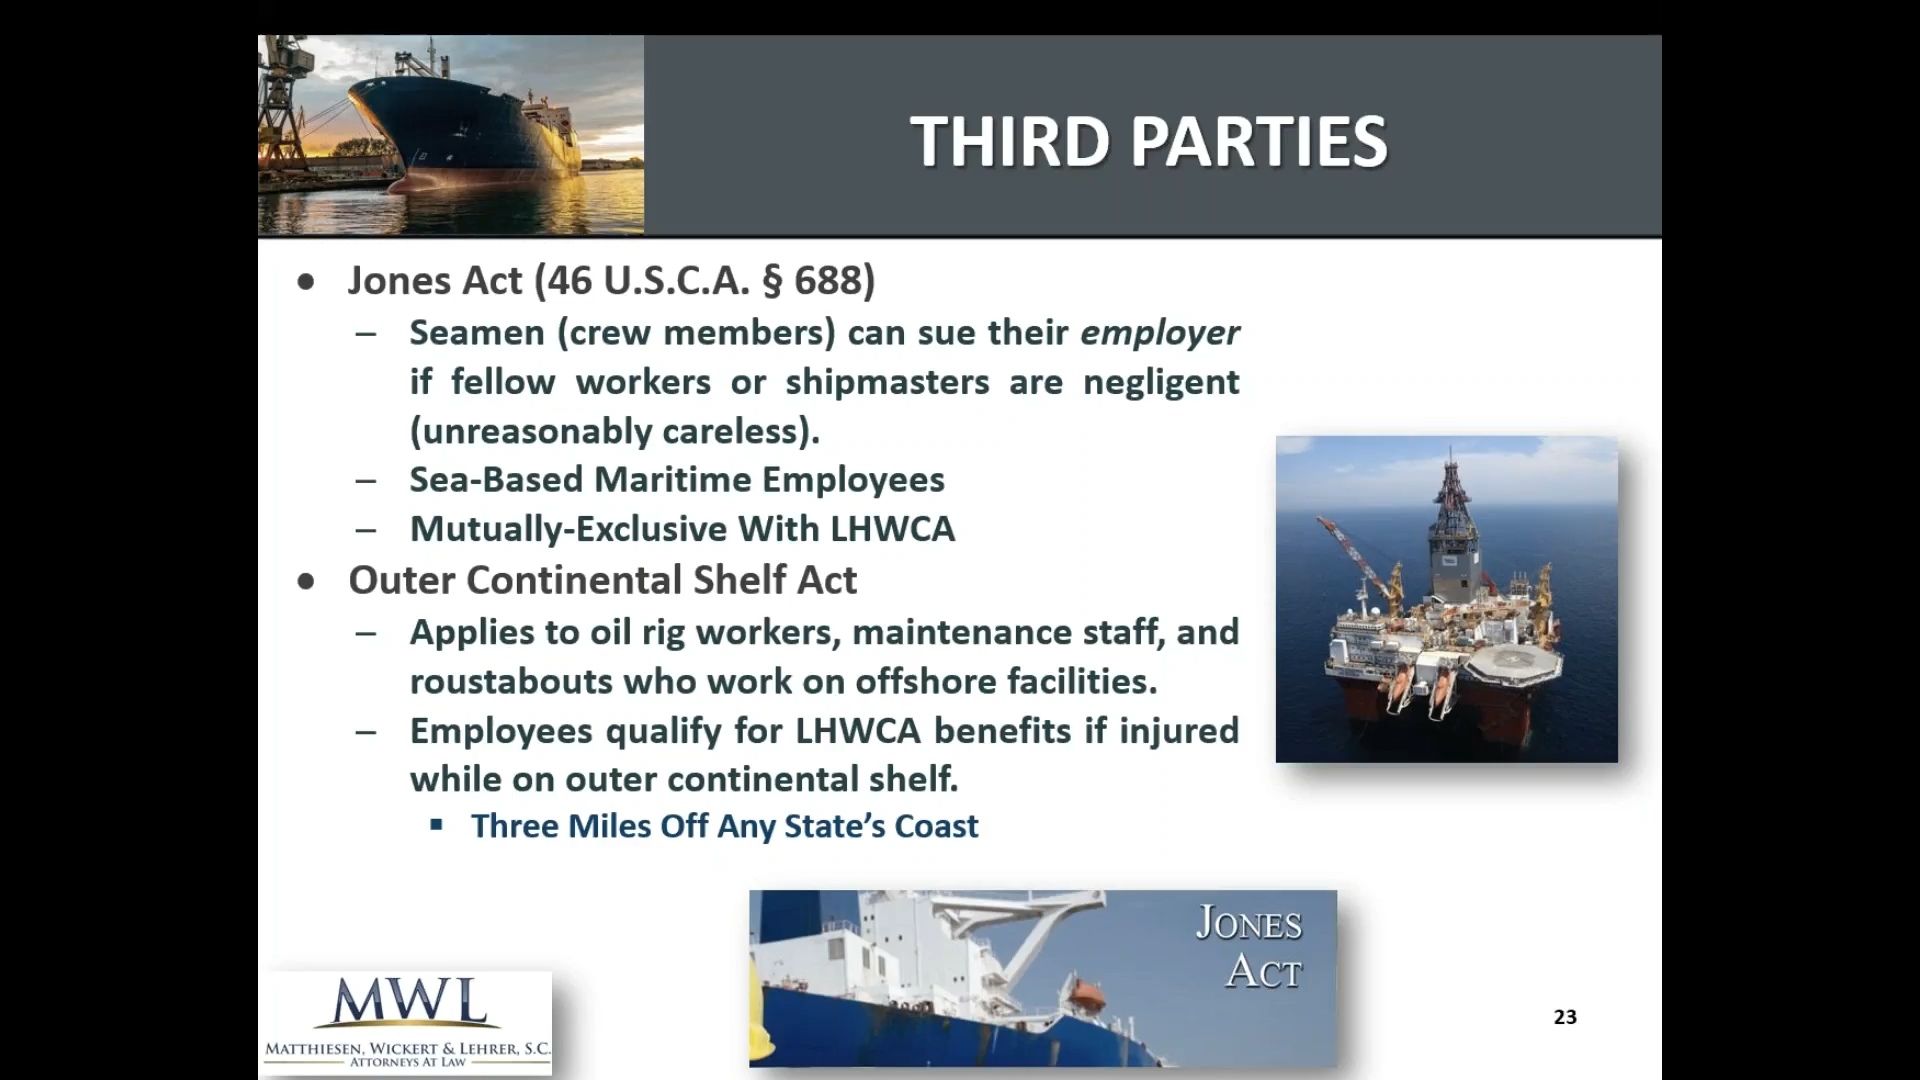 THIRD PARTIES
• Jones Act (46 U.S.C.A. § 688)
– Seamen (crew members) can sue their employer
if fellow workers or shipmasters are negligent
(unreasonably careless).
– Sea-Based Maritime Employees
– Mutually-Exclusive With LHWCA
• Outer Continental Shelf Act
– Applies to oil rig workers, maintenance staff, and
roustabouts who work on offshore facilities.
– Employees qualify for LHWCA benefits if injured
while on outer continental shelf.
▪ Three Miles Off Any State’s Coast
JONES
ACT
MWL
MATTHIESEN, WICKERT & LEHRER, S.C.
ATTORNEYS AT LAW
23